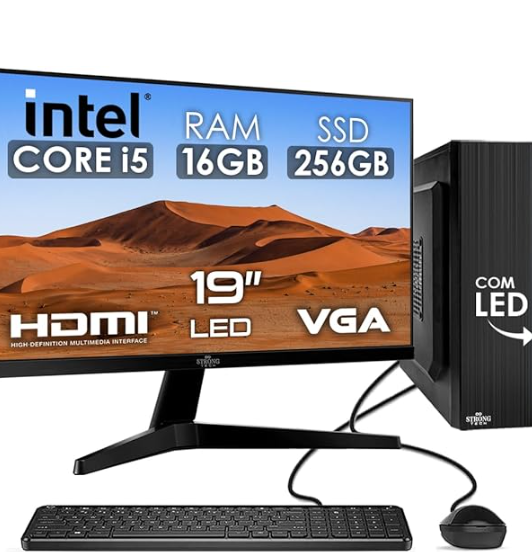 intel®
CORE i5
RAM
16GB
SSD
256GB
19"
LED
HDMI™
HIGH-DEFINITION MULTIMEDIA INTERFACE
VGA
COM
LED
STRONG
TECH
STRONG
TECH